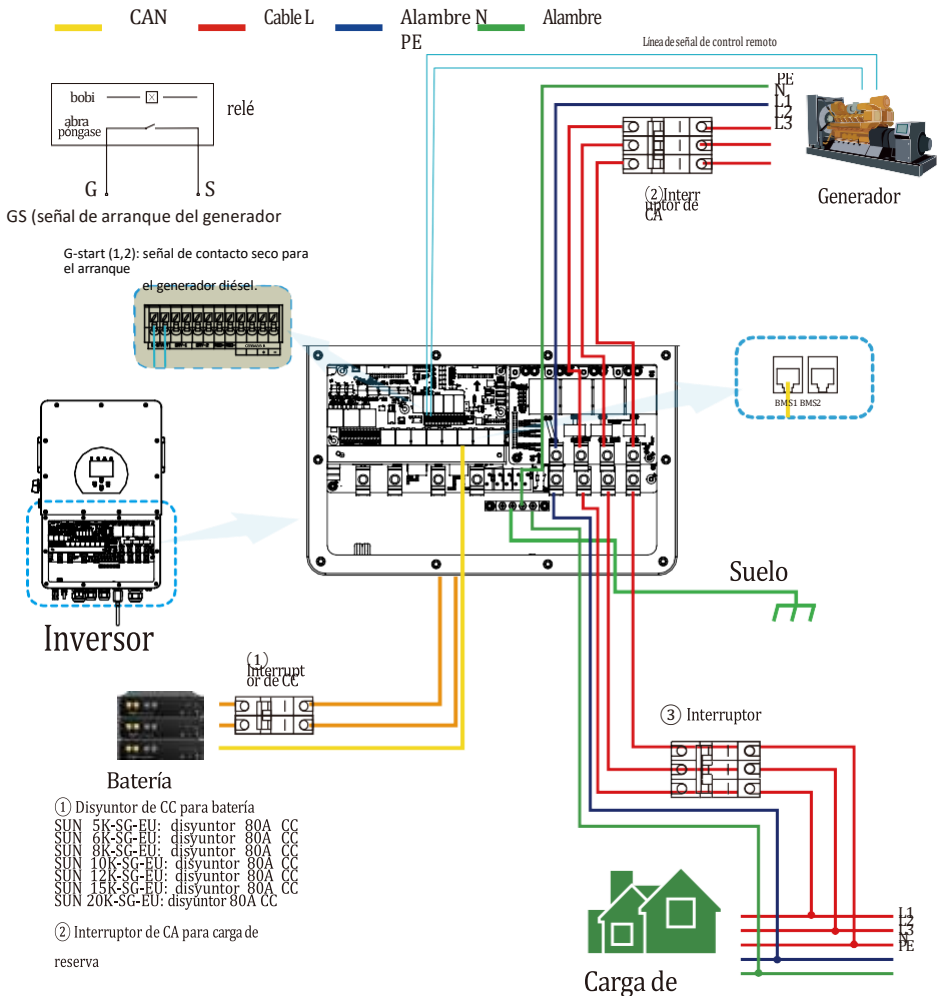 CAN
Cable L
Alambre N
PE
Alambre
Línea de señal de control remoto
bobi
abra
póngase
relé
G
S
GS (señal de arranque del generador
G-start (1,2): señal de contacto seco para
el arranque
el generador diésel.
PE
N
L1
L2
L3
②Interr
uptor de
CA
Generador
BMS1 BMS2
Inversor
Suelo
①
Interrupt
or de CC
Batería
③ Interruptor
① Disyuntor de CC para batería
SUN 5K-SG-EU: disyuntor 80A CC
SUN 6K-SG-EU: disyuntor 80A CC
SUN 8K-SG-EU: disyuntor 80A CC
SUN 10K-SG-EU: disyuntor 80A CC
SUN 12K-SG-EU: disyuntor 80A CC
SUN 15K-SG-EU: disyuntor 80A CC
SUN 20K-SG-EU: disyuntor 80A CC
② Interruptor de CA para carga de
reserva
Carga de
L1
L2
L3
N
PE